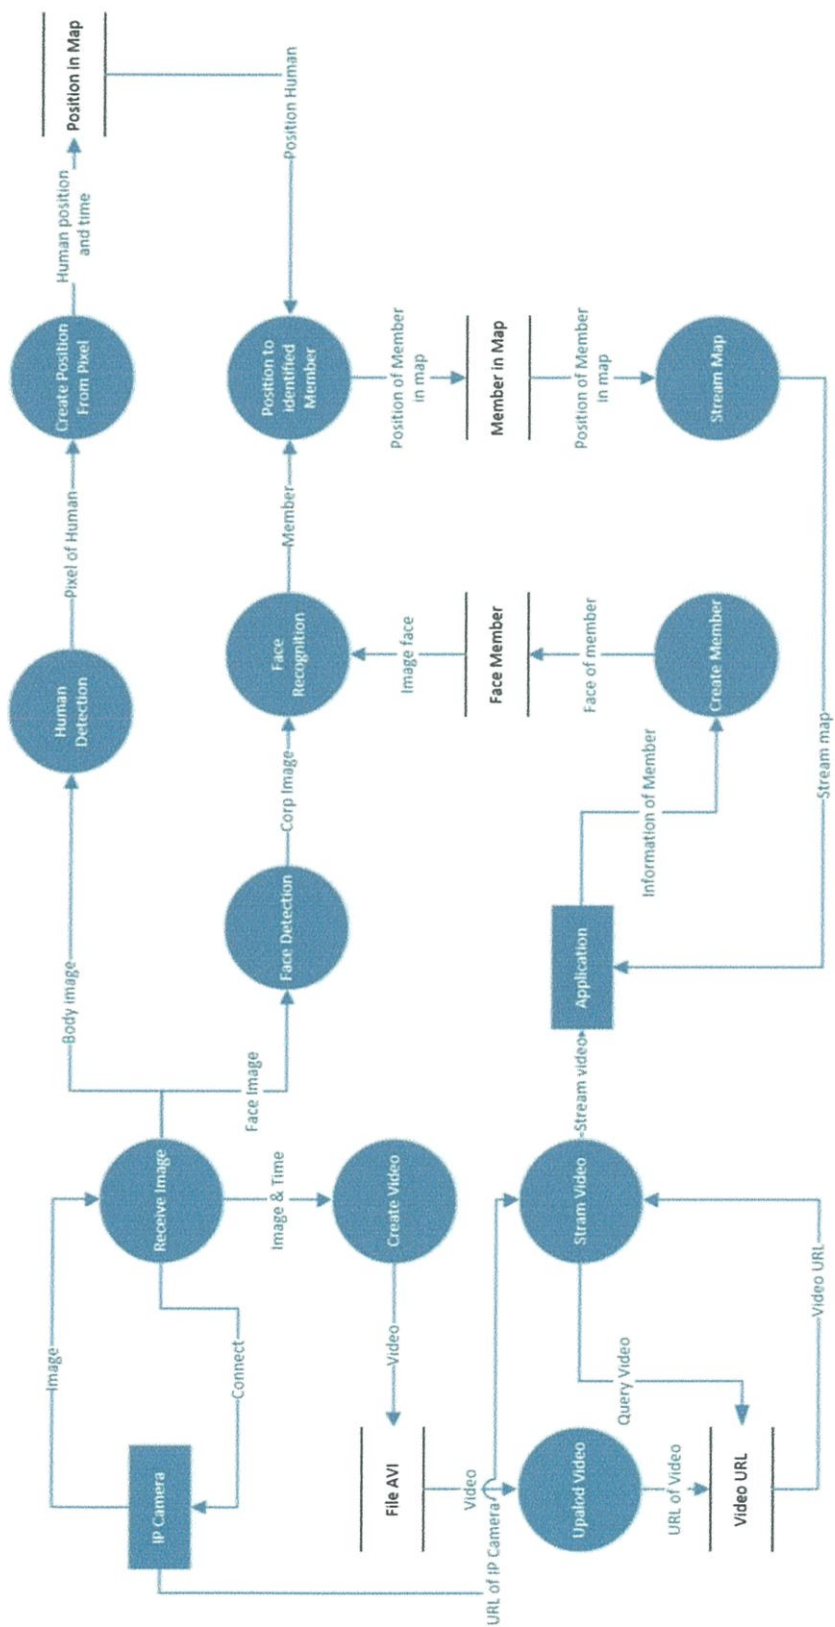 Image
IP Camera
Connect
Receive Image
Body image
Face Image
Human
Detection
Pixel of Human
Create Position
From Pixel
Human position
and time
Position in Map
Position Human
Face Detection
Corp Image
Face
Recognition
Member
Position to
identified
Member
Image & Time
Create Video
Video
File AVI
Video
URL of IP Camera
Upalod Video
URL of Video
Video URL
Query Video
Video URL
Stram Video
Stream video
Application
Information of Member
Create Member
Face of member
Face Member
Image face
Position of Member
in map
Member in Map
Position of Member
in map
Stream Map
Stream map